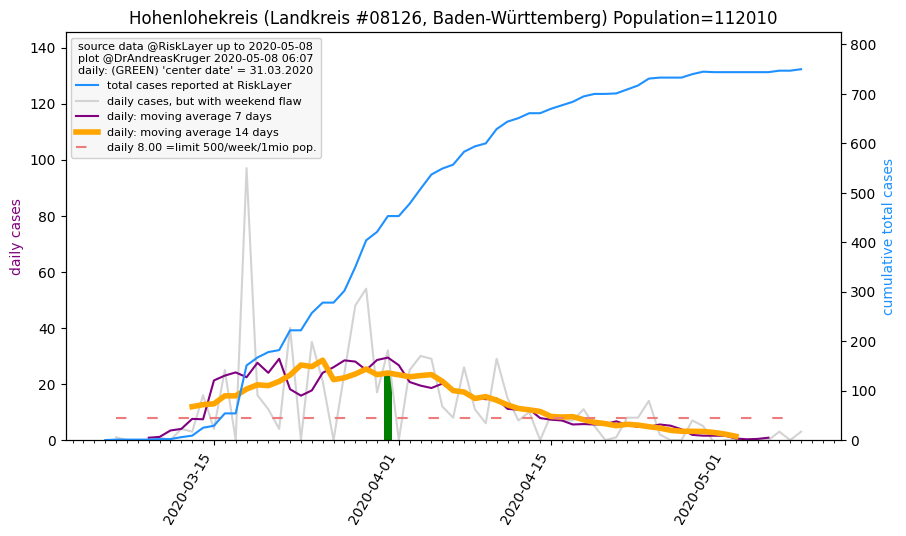 Hohenlohekreis (Landkreis #08126, Baden-Württemberg) Population=112010
source data @RiskLayer up to 2020-05-08
plot @DrAndreasKruger 2020-05-08 06:07
daily: (GREEN) 'center date' = 31.03.2020
total cases reported at RiskLayer
daily cases, but with weekend flaw
daily: moving average 7 days
daily: moving average 14 days
daily 8.00 =limit 500/week/1mio pop.
daily cases
140
120
100
80
60
40
20
0
800
700
600
500
400
300
200
100
0
cumulative total cases
2020-03-15
2020-04-01
2020-04-15
2020-05-01